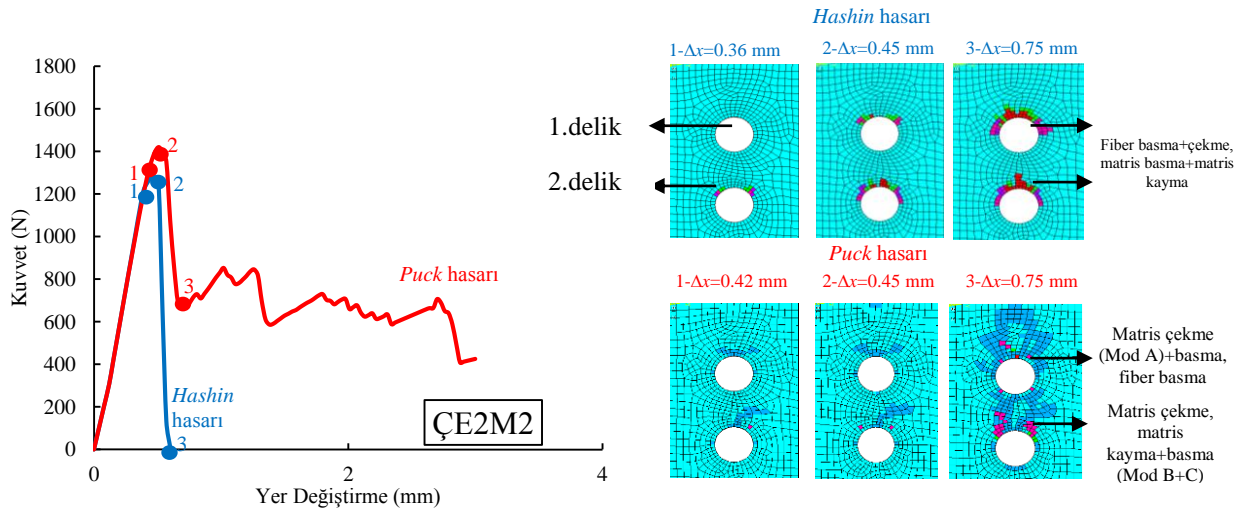 1800
1600
1400
1200
1000
800
600
400
200
0
0
2
4
Kuvvet (N)
Yer Değiştirme (mm)
1
2
1
2
3
3
Puck hasarı
Hashin
hasarı
ÇE2M2
Hashin hasarı
1-Δx=0.36 mm
2-Δx=0.45 mm
3-Δx=0.75 mm
1.delik
2.delik
Fiber basma+çekme,
matris basma+matris
kayma
Puck hasarı
1-Δx=0.42 mm
2-Δx=0.45 mm
3-Δx=0.75 mm
Matris çekme
(Mod A)+basma,
fiber basma
Matris çekme,
matris
kayma+basma
(Mod B+C)